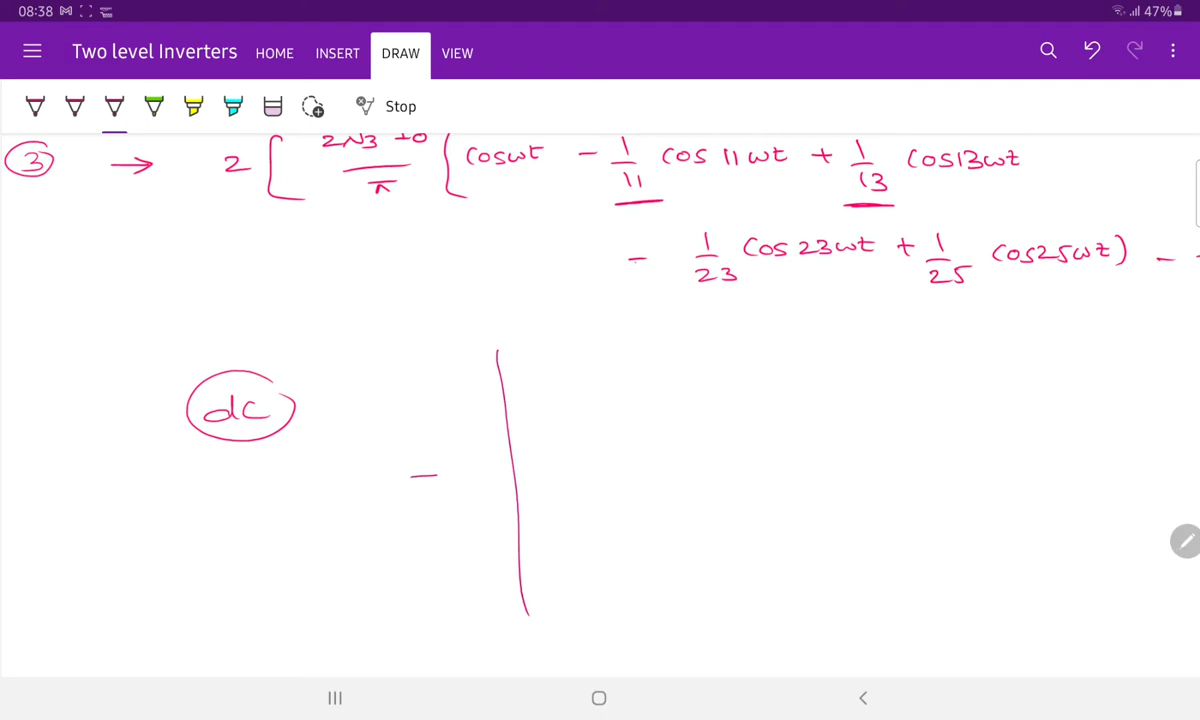 08:38 47%
Two level Inverters HOME INSERT DRAW VIEW
Stop
③ → 2 [ 2√3 I0 / π ( cosωt - 1/11 cos 11ωt + 1/13 cos13ωt
- 1/23 cos 23ωt + 1/25 cos25ωt) -
dc
-